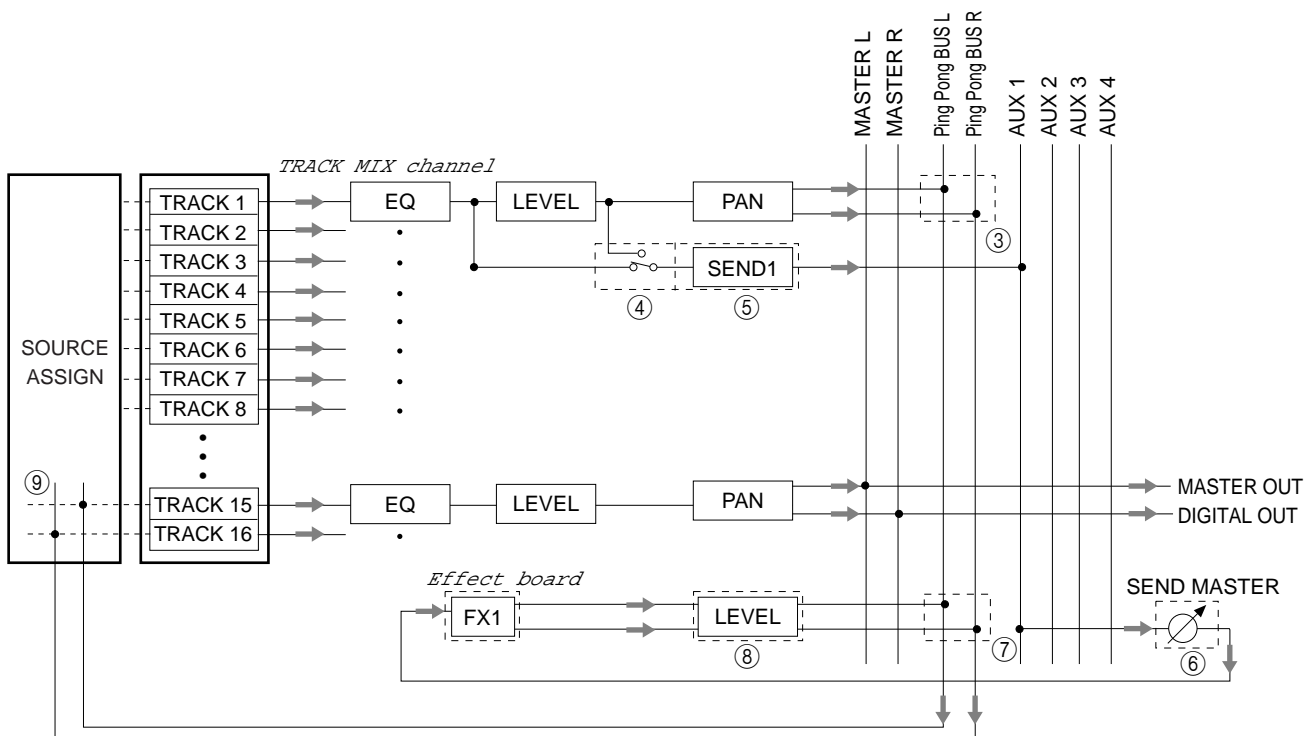 MASTER L
MASTER R
Ping Pong BUS L
Ping Pong BUS R
AUX 1
AUX 2
AUX 3
AUX 4
TRACK MIX channel
SOURCE
ASSIGN
TRACK 1
TRACK 2
TRACK 3
TRACK 4
TRACK 5
TRACK 6
TRACK 7
TRACK 8
TRACK 15
TRACK 16
EQ
LEVEL
PAN
③
④
SEND1
⑤
⑨
EQ
LEVEL
PAN
MASTER OUT
DIGITAL OUT
Effect board
FX1
LEVEL
⑧
⑦
SEND MASTER
⑥